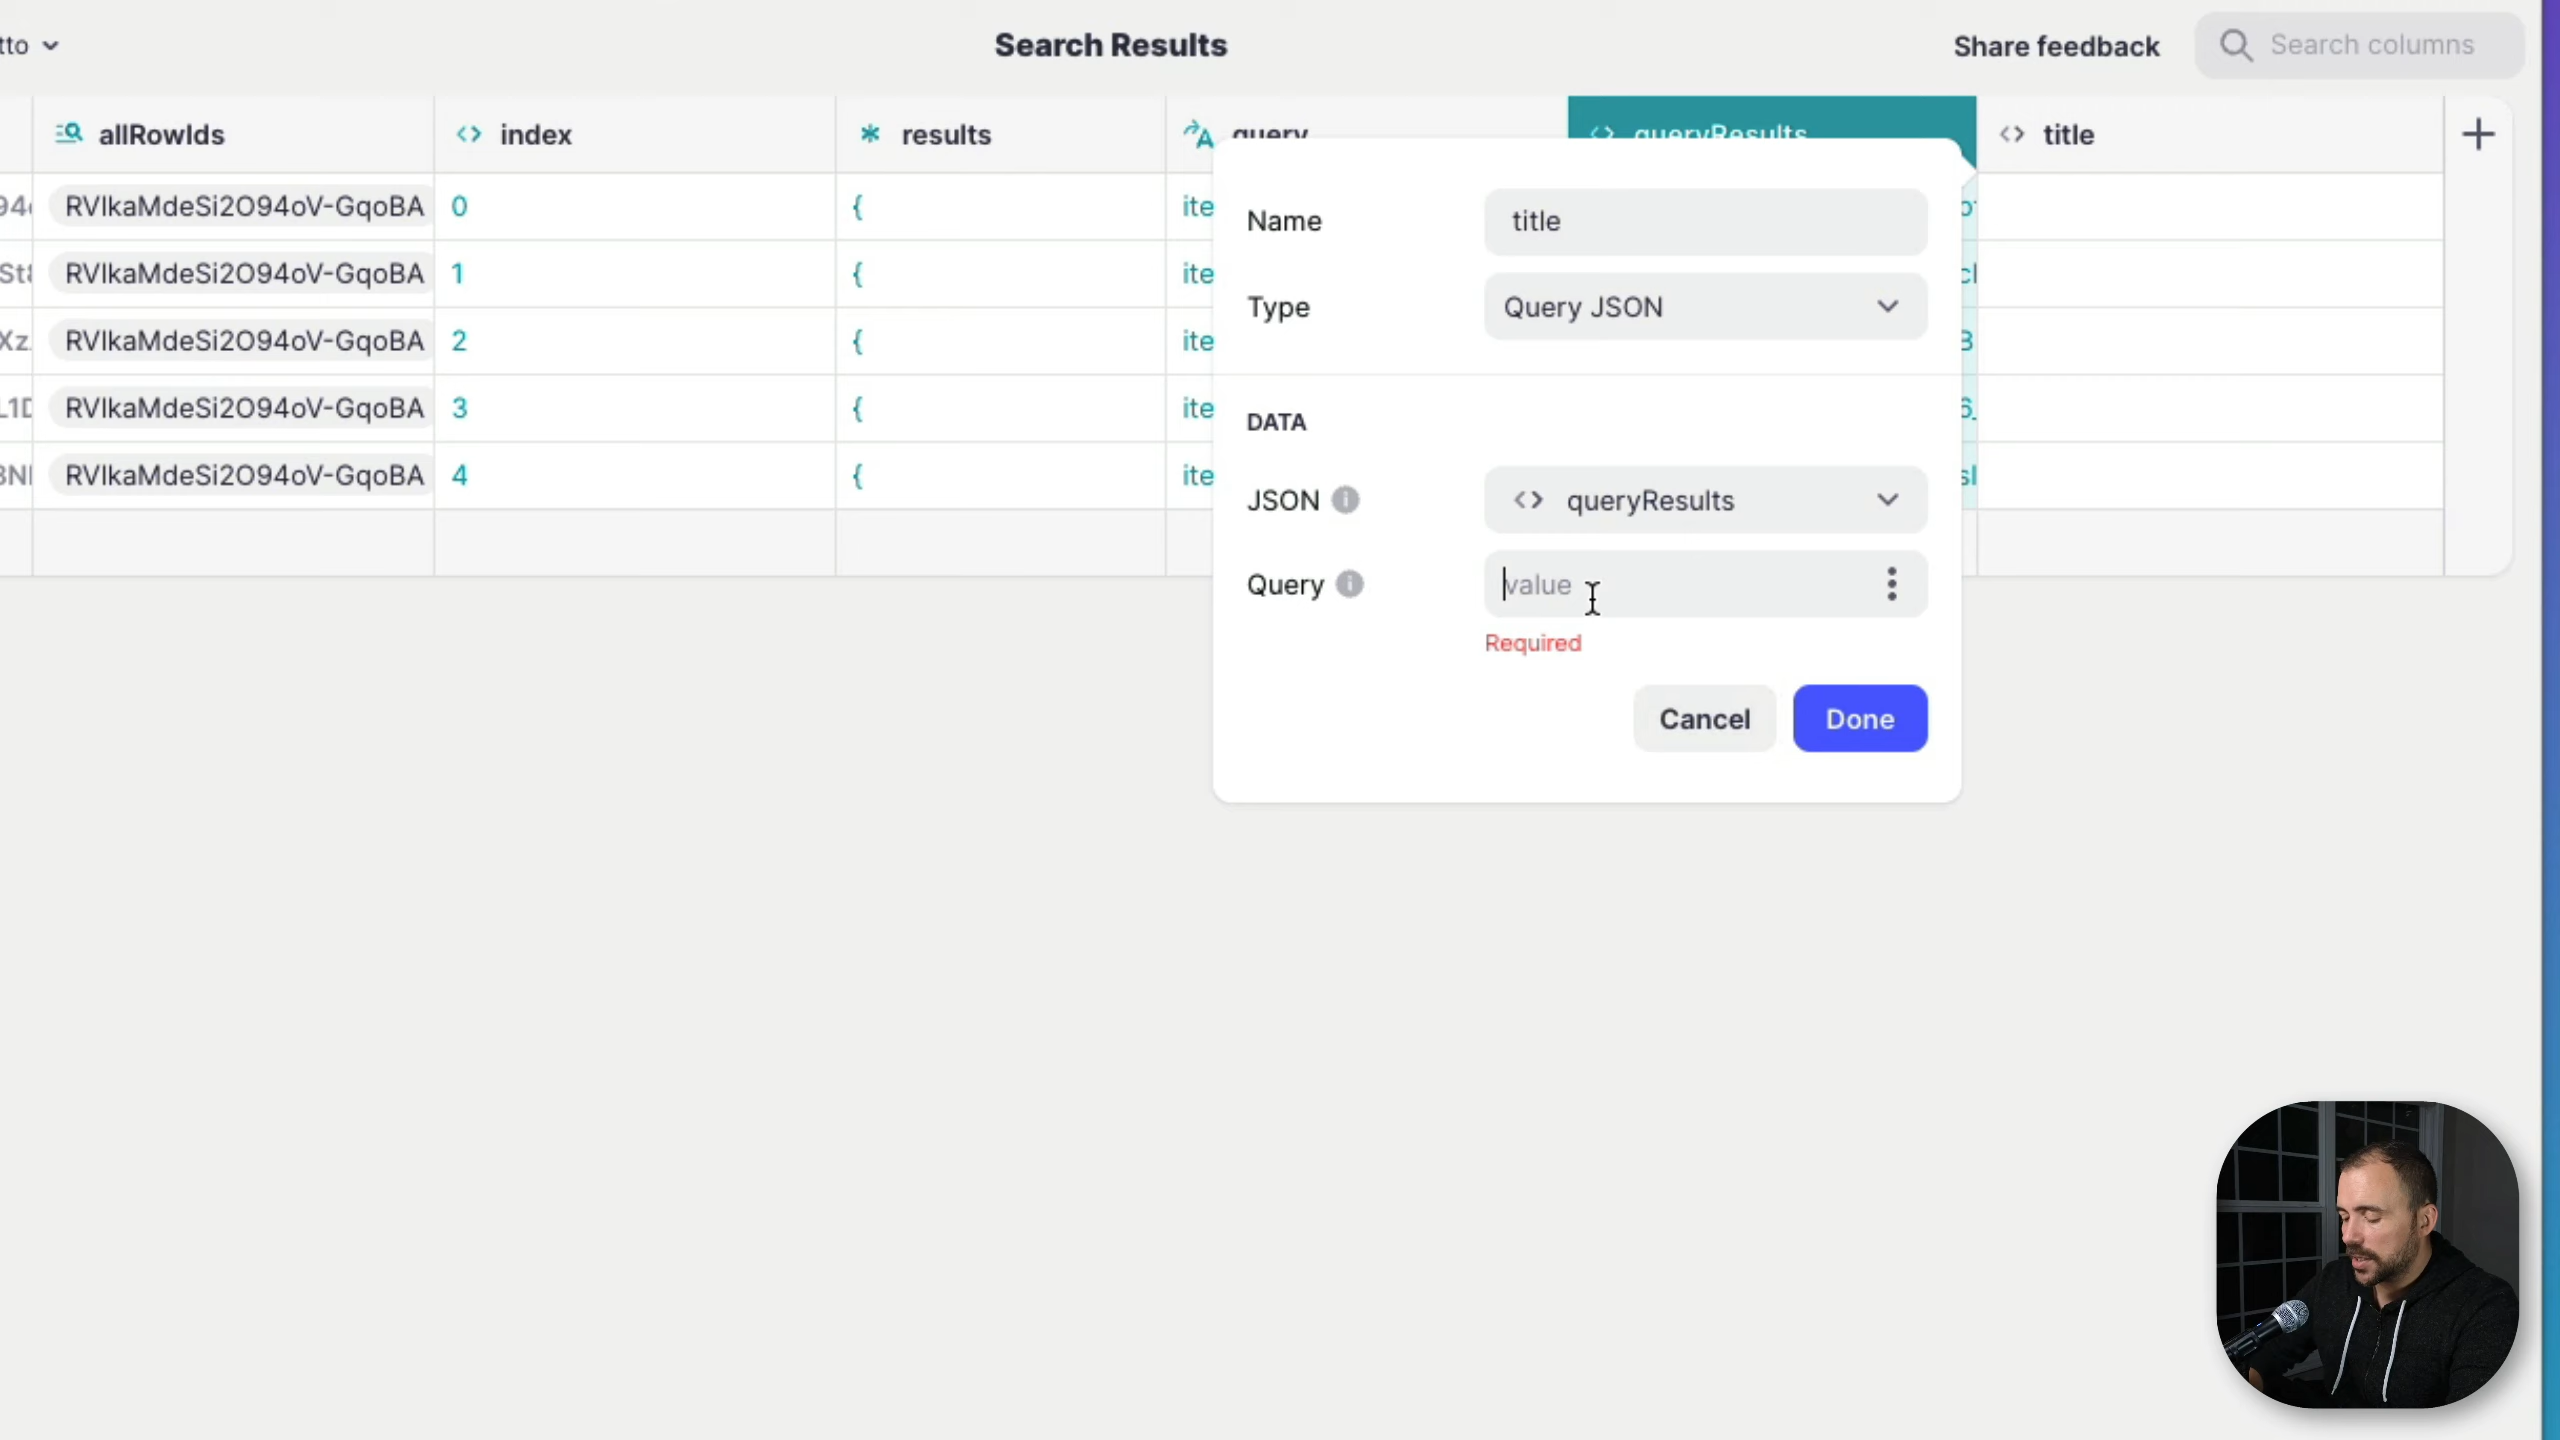 tto
Search Results
Share feedback
Search columns
allRowIds
index
results
query
queryResults
title
RVlkaMdeSi2O94oV-GqoBA
0
{
ite
RVlkaMdeSi2O94oV-GqoBA
1
{
ite
RVlkaMdeSi2O94oV-GqoBA
2
{
ite
RVlkaMdeSi2O94oV-GqoBA
3
{
ite
RVlkaMdeSi2O94oV-GqoBA
4
{
ite
Name
title
Type
Query JSON
DATA
JSON
queryResults
Query
value
Required
Cancel
Done